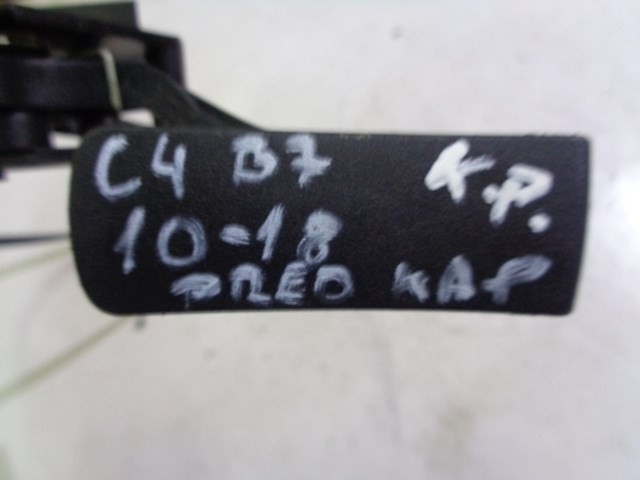 C4 B7 K.P.
10-18
PRED KAP